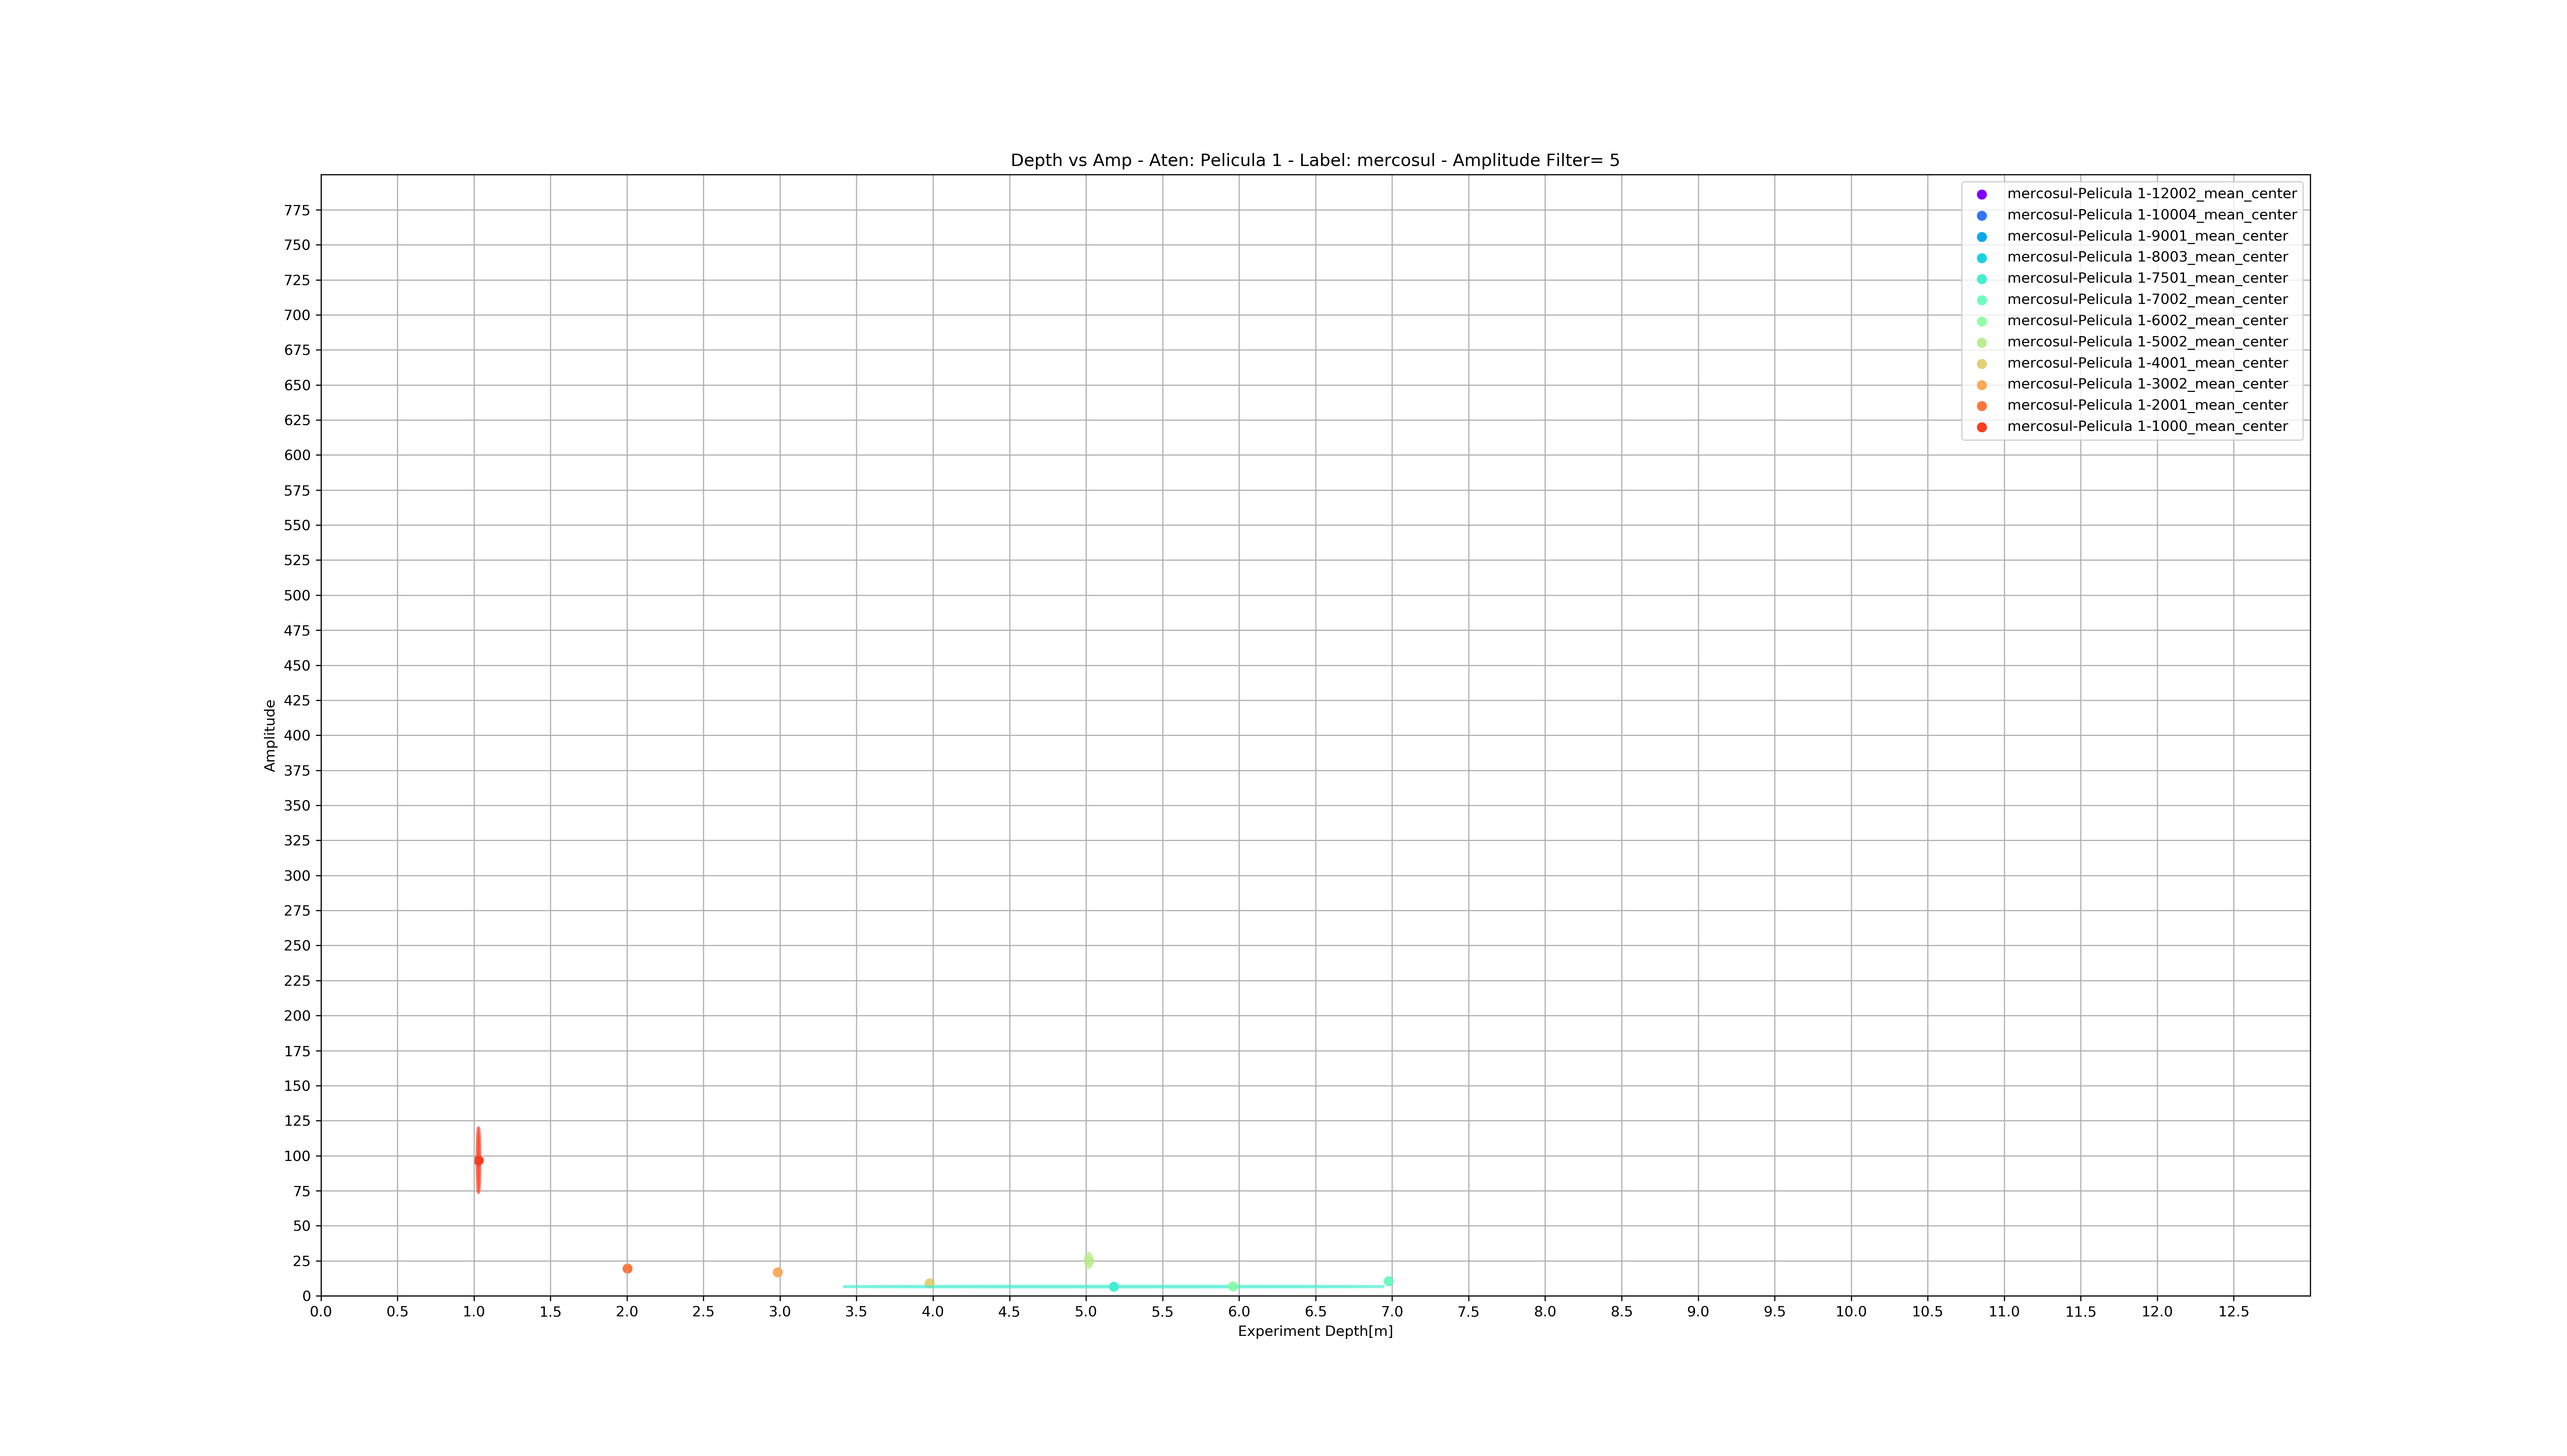 Depth vs Amp - Aten: Pelicula 1 - Label: mercosul - Amplitude Filter= 5
mercosul-Pelicula 1-12002_mean_center
mercosul-Pelicula 1-10004_mean_center
mercosul-Pelicula 1-9001_mean_center
mercosul-Pelicula 1-8003_mean_center
mercosul-Pelicula 1-7501_mean_center
mercosul-Pelicula 1-7002_mean_center
mercosul-Pelicula 1-6002_mean_center
mercosul-Pelicula 1-5002_mean_center
mercosul-Pelicula 1-4001_mean_center
mercosul-Pelicula 1-3002_mean_center
mercosul-Pelicula 1-2001_mean_center
mercosul-Pelicula 1-1000_mean_center
775
750
725
700
675
650
625
600
575
550
525
500
475
450
425
400
375
350
325
300
275
250
225
200
175
150
125
100
75
50
25
0
Amplitude
0.0 0.5 1.0 1.5 2.0 2.5 3.0 3.5 4.0 4.5 5.0 5.5 6.0 6.5 7.0 7.5 8.0 8.5 9.0 9.5 10.0 10.5 11.0 11.5 12.0 12.5
Experiment Depth[m]